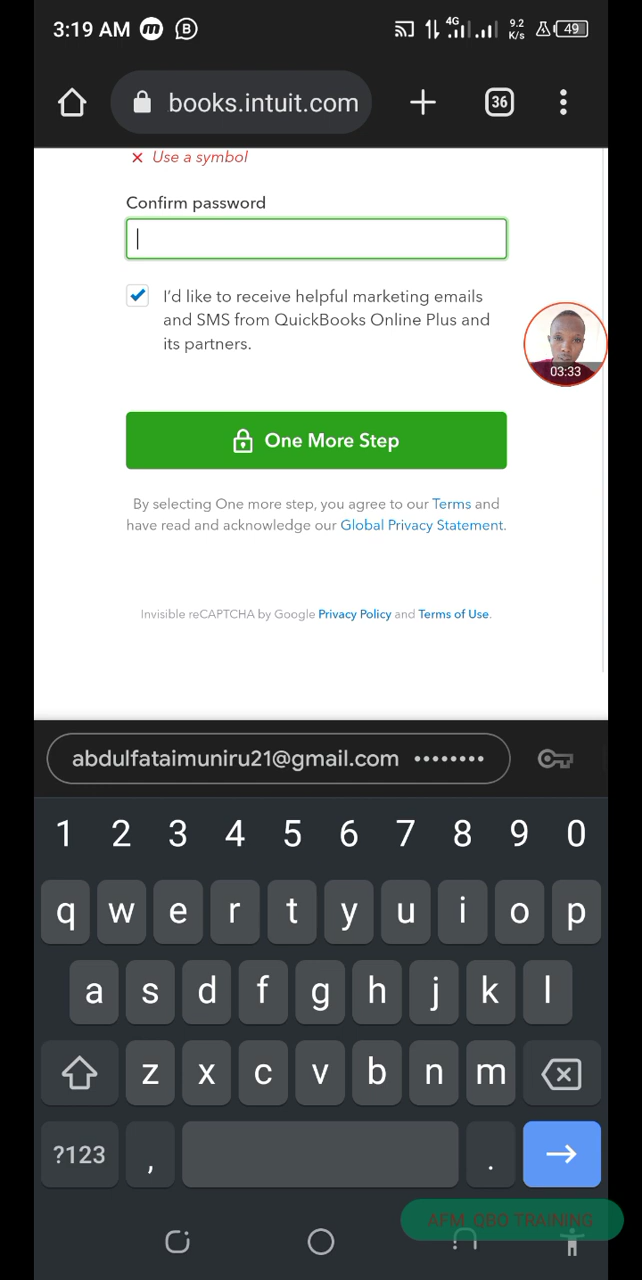 3:19 AM
4G
9.2
K/s
49
books.intuit.com
36
× Use a symbol
Confirm password
I'd like to receive helpful marketing emails
and SMS from QuickBooks Online Plus and
its partners.
03:33
One More Step
By selecting One more step, you agree to our Terms and
have read and acknowledge our Global Privacy Statement.
Invisible reCAPTCHA by Google Privacy Policy and Terms of Use.
abdulfataimuniru21@gmail.com ••••••••
1 2 3 4 5 6 7 8 9 0
q w e r t y u i o p
a s d f g h j k l
z x c v b n m
?123 , .
AFM QBO TRAINING